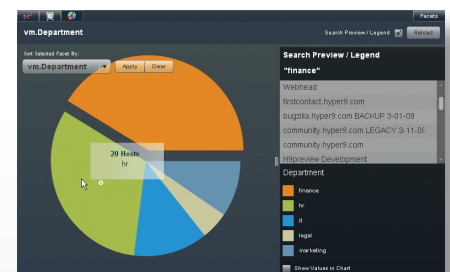 Facets
vm.Department
Search Preview / Legend
Reload
Sort Selected Facet By:
vm.Department
Apply
Clear
20 Hosts
hr
Search Preview / Legend
"finance"
Webhead
firstcontact.hyper9.com
bugzilla.hyper9.com BACKUP 3-01-09
community.hyper9.com LEGACY 3-11-09
community.hyper9.com
H9preview Development
Department
finance
hr
it
legal
marketing
Show Values in Chart